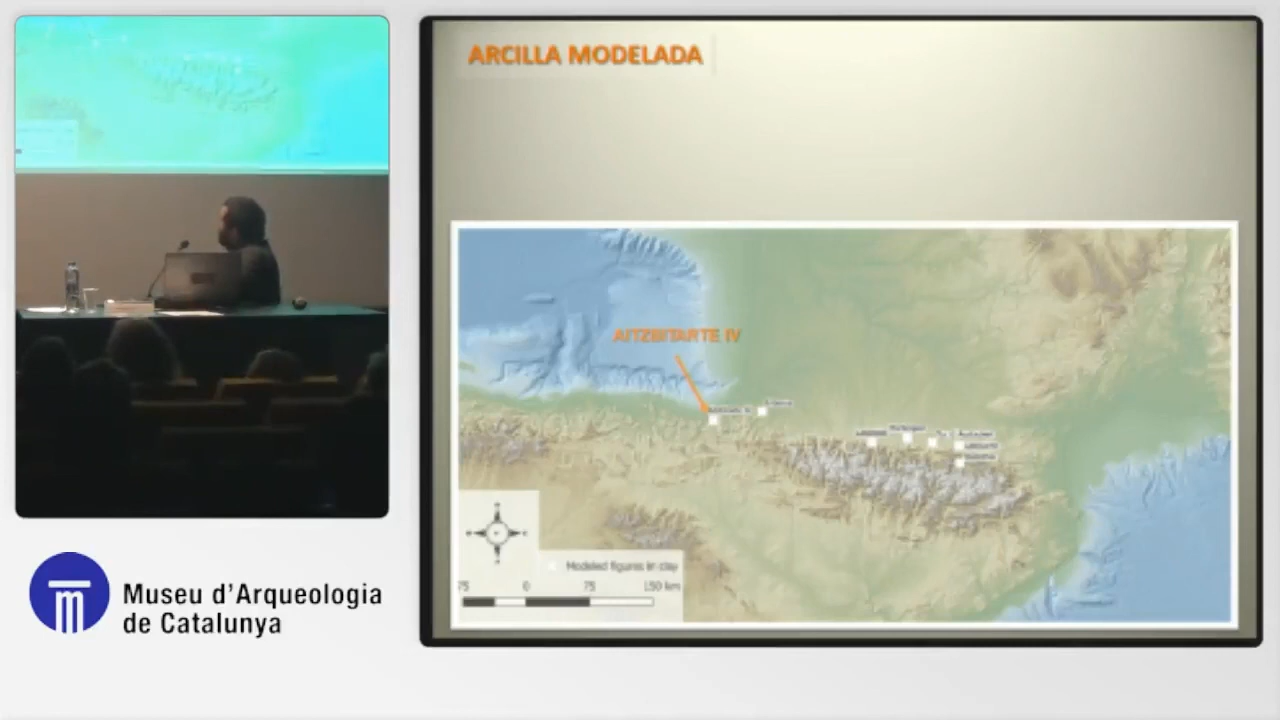 ARCILLA MODELADA
AITZBITARTE IV
Modeled figures in clay
75 0 75 150 km
Museu d'Arqueologia
de Catalunya